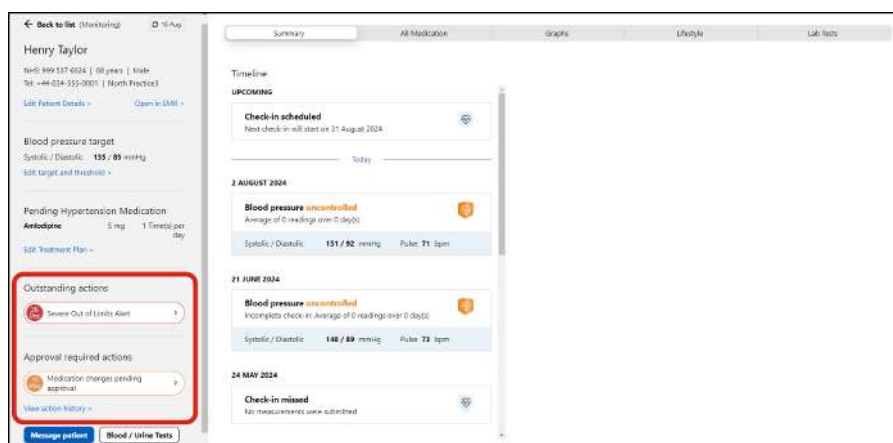 ← Back to list (Monitoring) 16 Aug
Henry Taylor
NHS: 999 537 6024 | 68 years | Male
Tel: +44-034-555-0001 | North Practice3
Edit Patient Details > Open in EMR >
Blood pressure target
Systolic / Diastolic 135 / 85 mmHg
Edit target and threshold >
Pending Hypertension Medication
Amlodipine 5 mg 1 Time(s) per
day
Edit Treatment Plan >
Outstanding actions
Severe Out of Limits Alert >
Approval required actions
Medication changes pending
approval >
View action history >
Message patient Blood / Urine Tests
Summary All Medication Graphs Lifestyle Lab Tests
Timeline
UPCOMING
Check-in scheduled
Next check-in will start on 31 August 2024
Today
2 AUGUST 2024
Blood pressure uncontrolled
Average of 0 readings over 0 day(s)
Systolic / Diastolic 151 / 92 mmHg Pulse 71 bpm
21 JUNE 2024
Blood pressure uncontrolled
Incomplete check-in: Average of 0 readings over 0 day(s)
Systolic / Diastolic 148 / 89 mmHg Pulse 73 bpm
24 MAY 2024
Check-in missed
No measurements were submitted